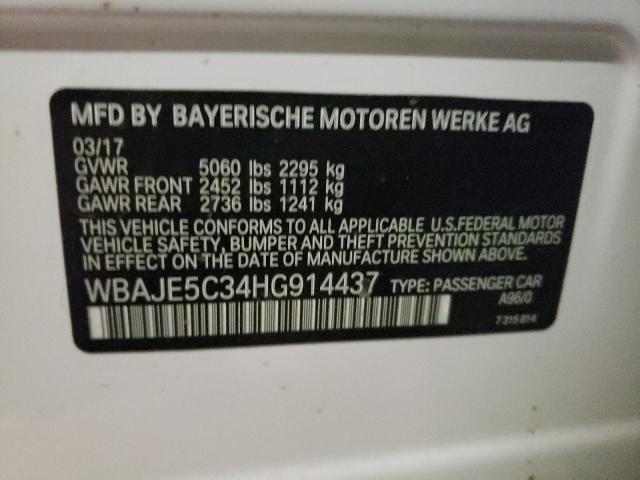 MFD BY BAYERISCHE MOTOREN WERKE AG
03/17
GVWR 5060 lbs 2295 kg
GAWR FRONT 2452 lbs 1112 kg
GAWR REAR 2736 lbs 1241 kg
THIS VEHICLE CONFORMS TO ALL APPLICABLE U.S.FEDERAL MOTOR
VEHICLE SAFETY, BUMPER AND THEFT PREVENTION STANDARDS
IN EFFECT ON THE DATE OF MANUFACTURE SHOWN ABOVE.
WBAJE5C34HG914437 TYPE: PASSENGER CAR
A96/0
7 315 814